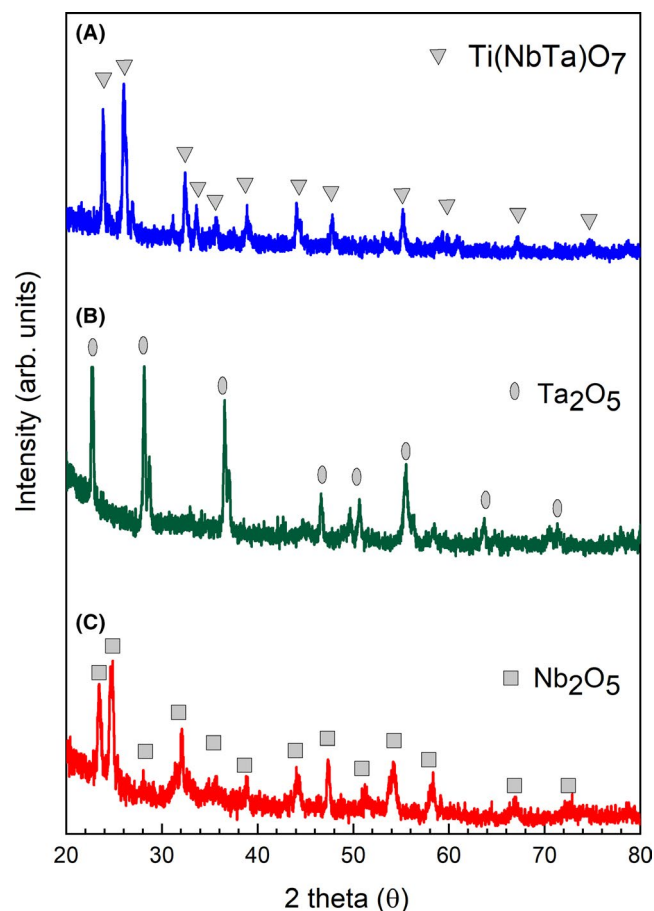 (A)
Ti(NbTa)O7
(B)
Ta2O5
(C)
Nb2O5
Intensity (arb. units)
20 30 40 50 60 70 80
2 theta (θ)